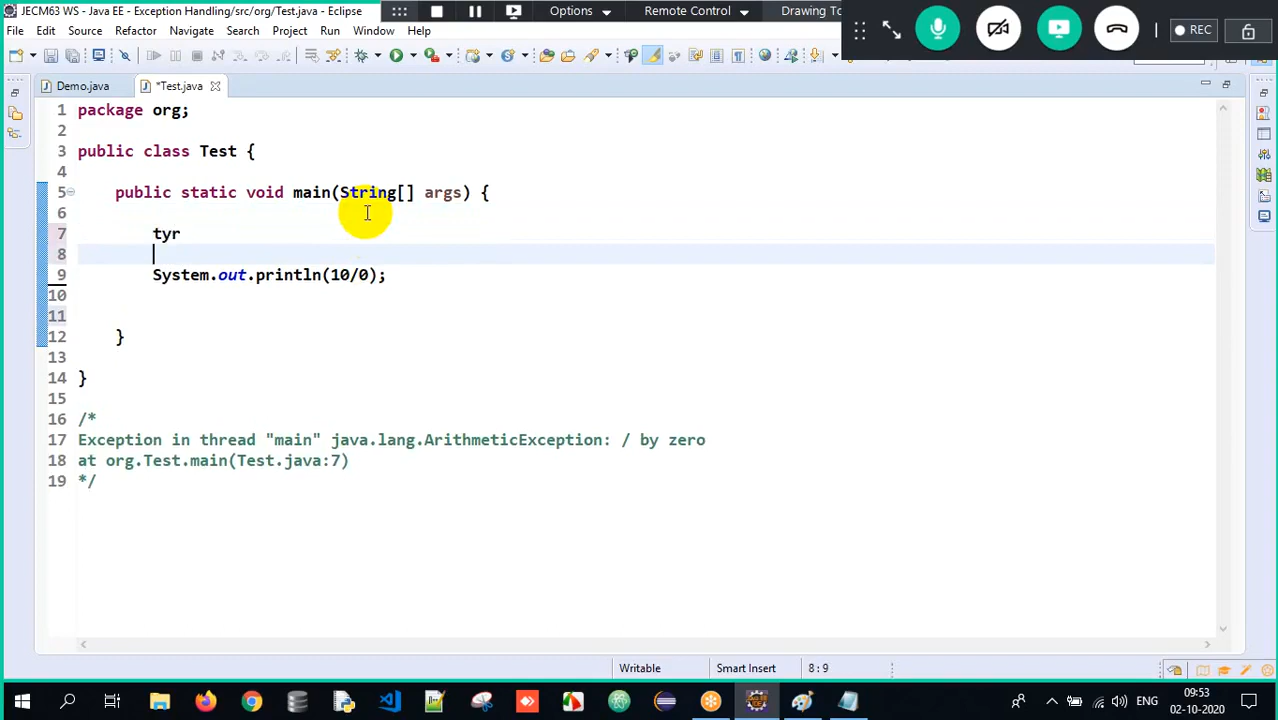 JECM63 WS - Java EE - Exception Handling/src/org/Test.java - Eclipse
Options
Remote Control
Drawing To
REC
File Edit Source Refactor Navigate Search Project Run Window Help
Demo.java
*Test.java
1 package org;
2
3 public class Test {
4
5 public static void main(String[] args) {
6
7 tyr
8
9 System.out.println(10/0);
10
11
12 }
13
14 }
15
16 /*
17 Exception in thread "main" java.lang.ArithmeticException: / by zero
18 at org.Test.main(Test.java:7)
19 */
Writable
Smart Insert
8 : 9
ENG
09:53
02-10-2020